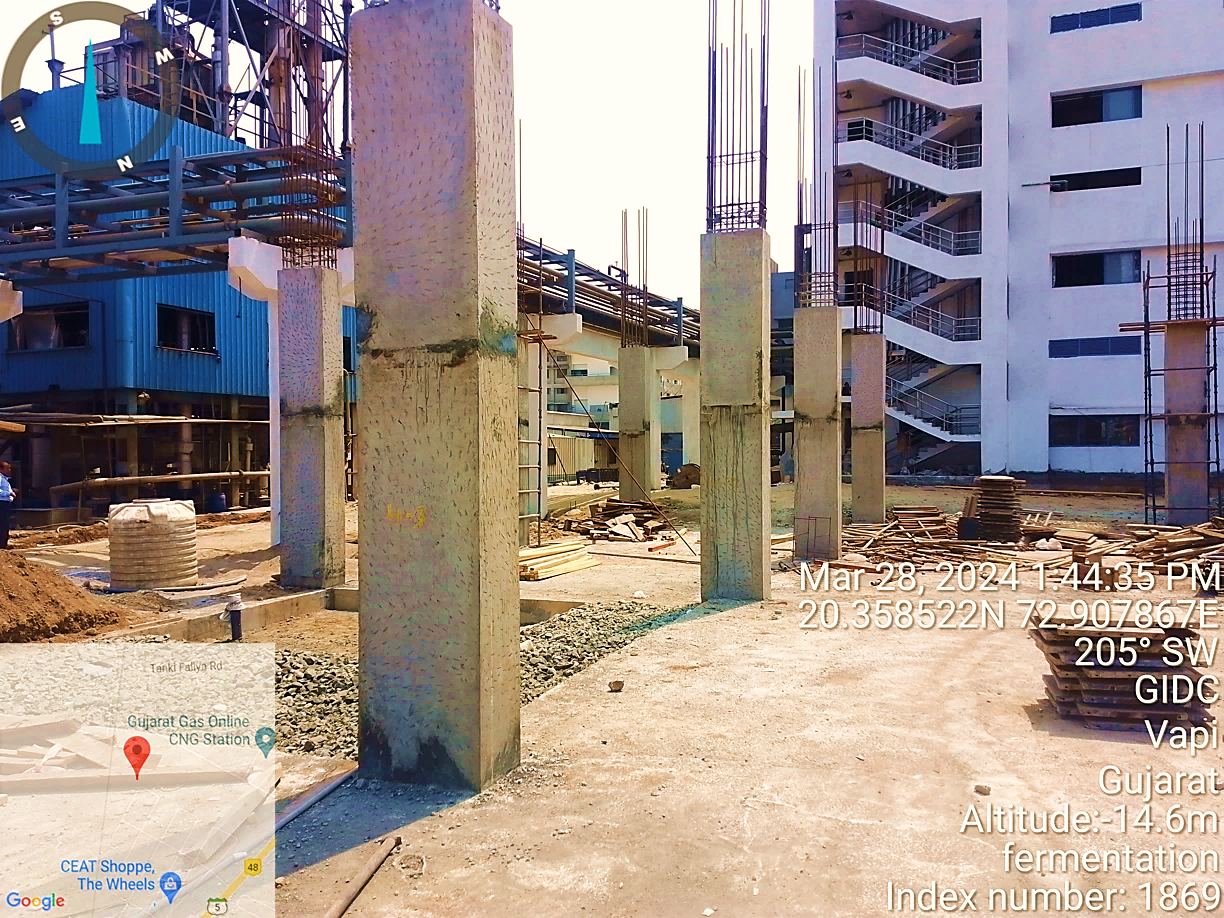 S
W
E
N
Mar 28, 2024 1:44:35 PM
20.358522N 72.907867E
205° SW
GIDC
Vapi
Gujarat
Altitude:-14.6m
fermentation
Index number: 1869
Tanki Faliya Rd
Gujarat Gas Online
CNG Station
CEAT Shoppe,
The Wheels
48
5
Google